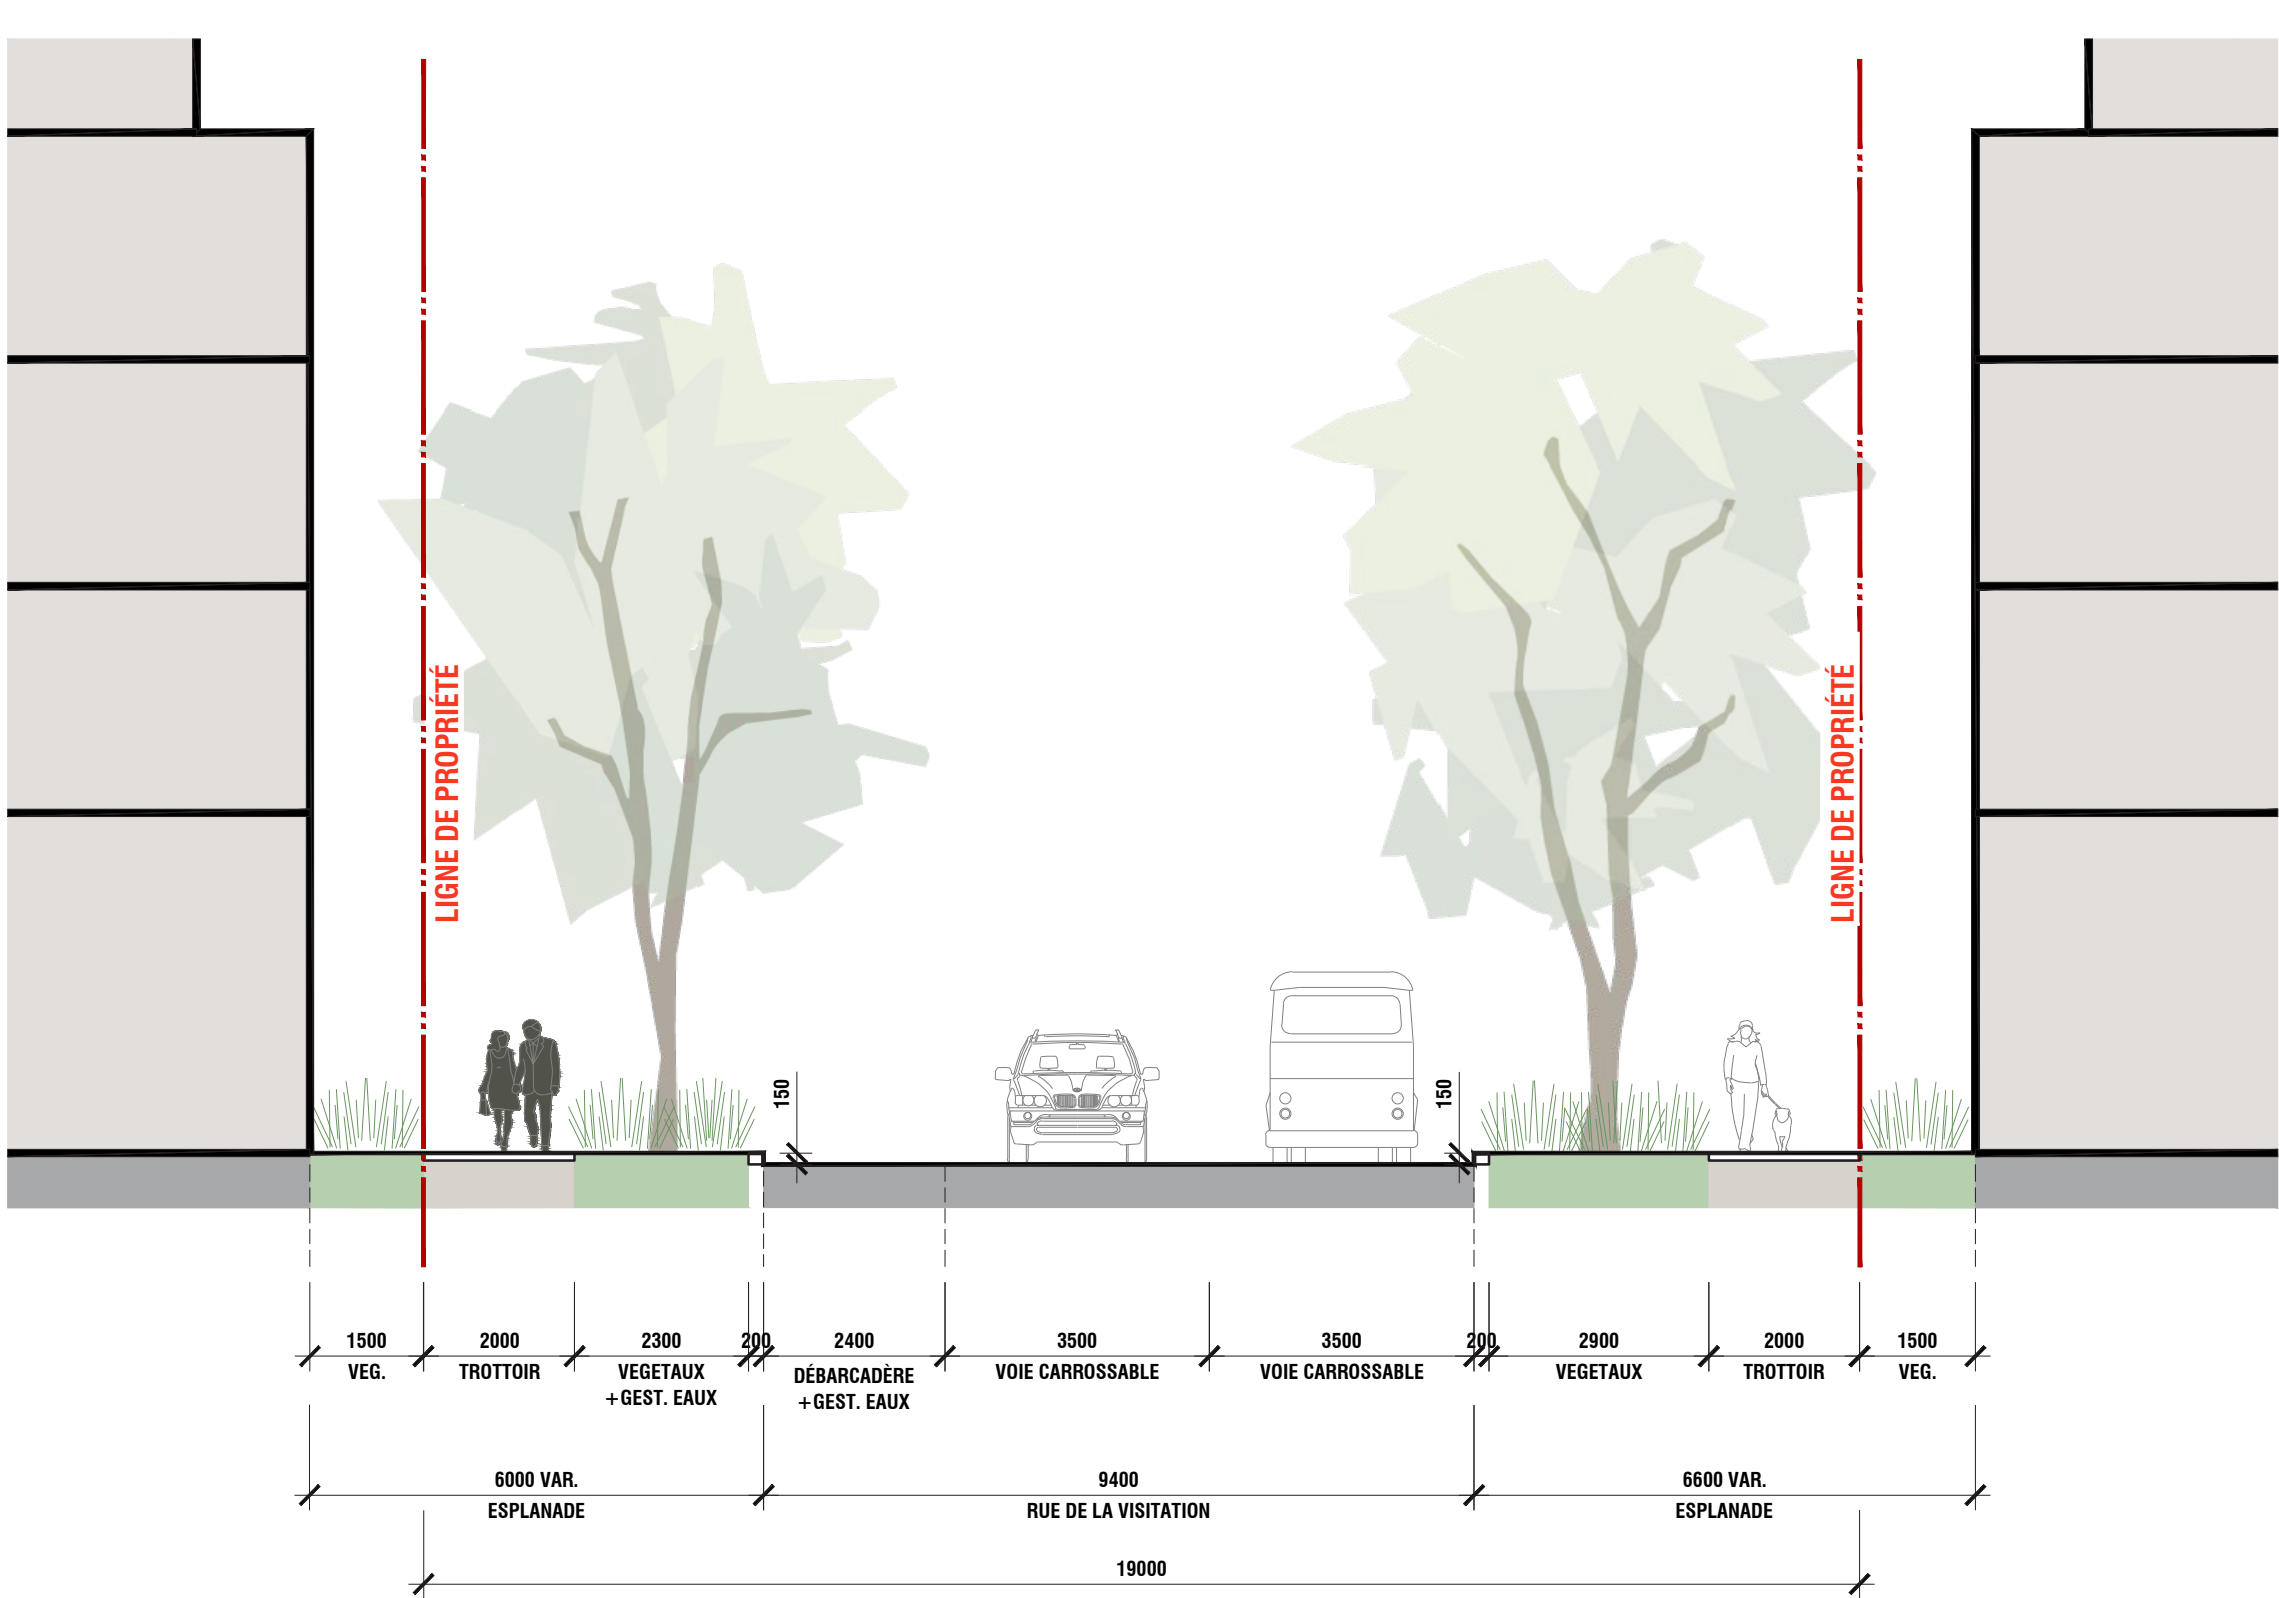 LIGNE DE PROPRIÉTÉ
LIGNE DE PROPRIÉTÉ
150
150
1500
2000
2300
200
2400
3500
3500
200
2900
2000
1500
VEG.
TROTTOIR
VEGETAUX
+GEST. EAUX
DÉBARCADÈRE
+GEST. EAUX
VOIE CARROSSABLE
VOIE CARROSSABLE
VEGETAUX
TROTTOIR
VEG.
6000 VAR.
9400
6600 VAR.
ESPLANADE
RUE DE LA VISITATION
ESPLANADE
19000